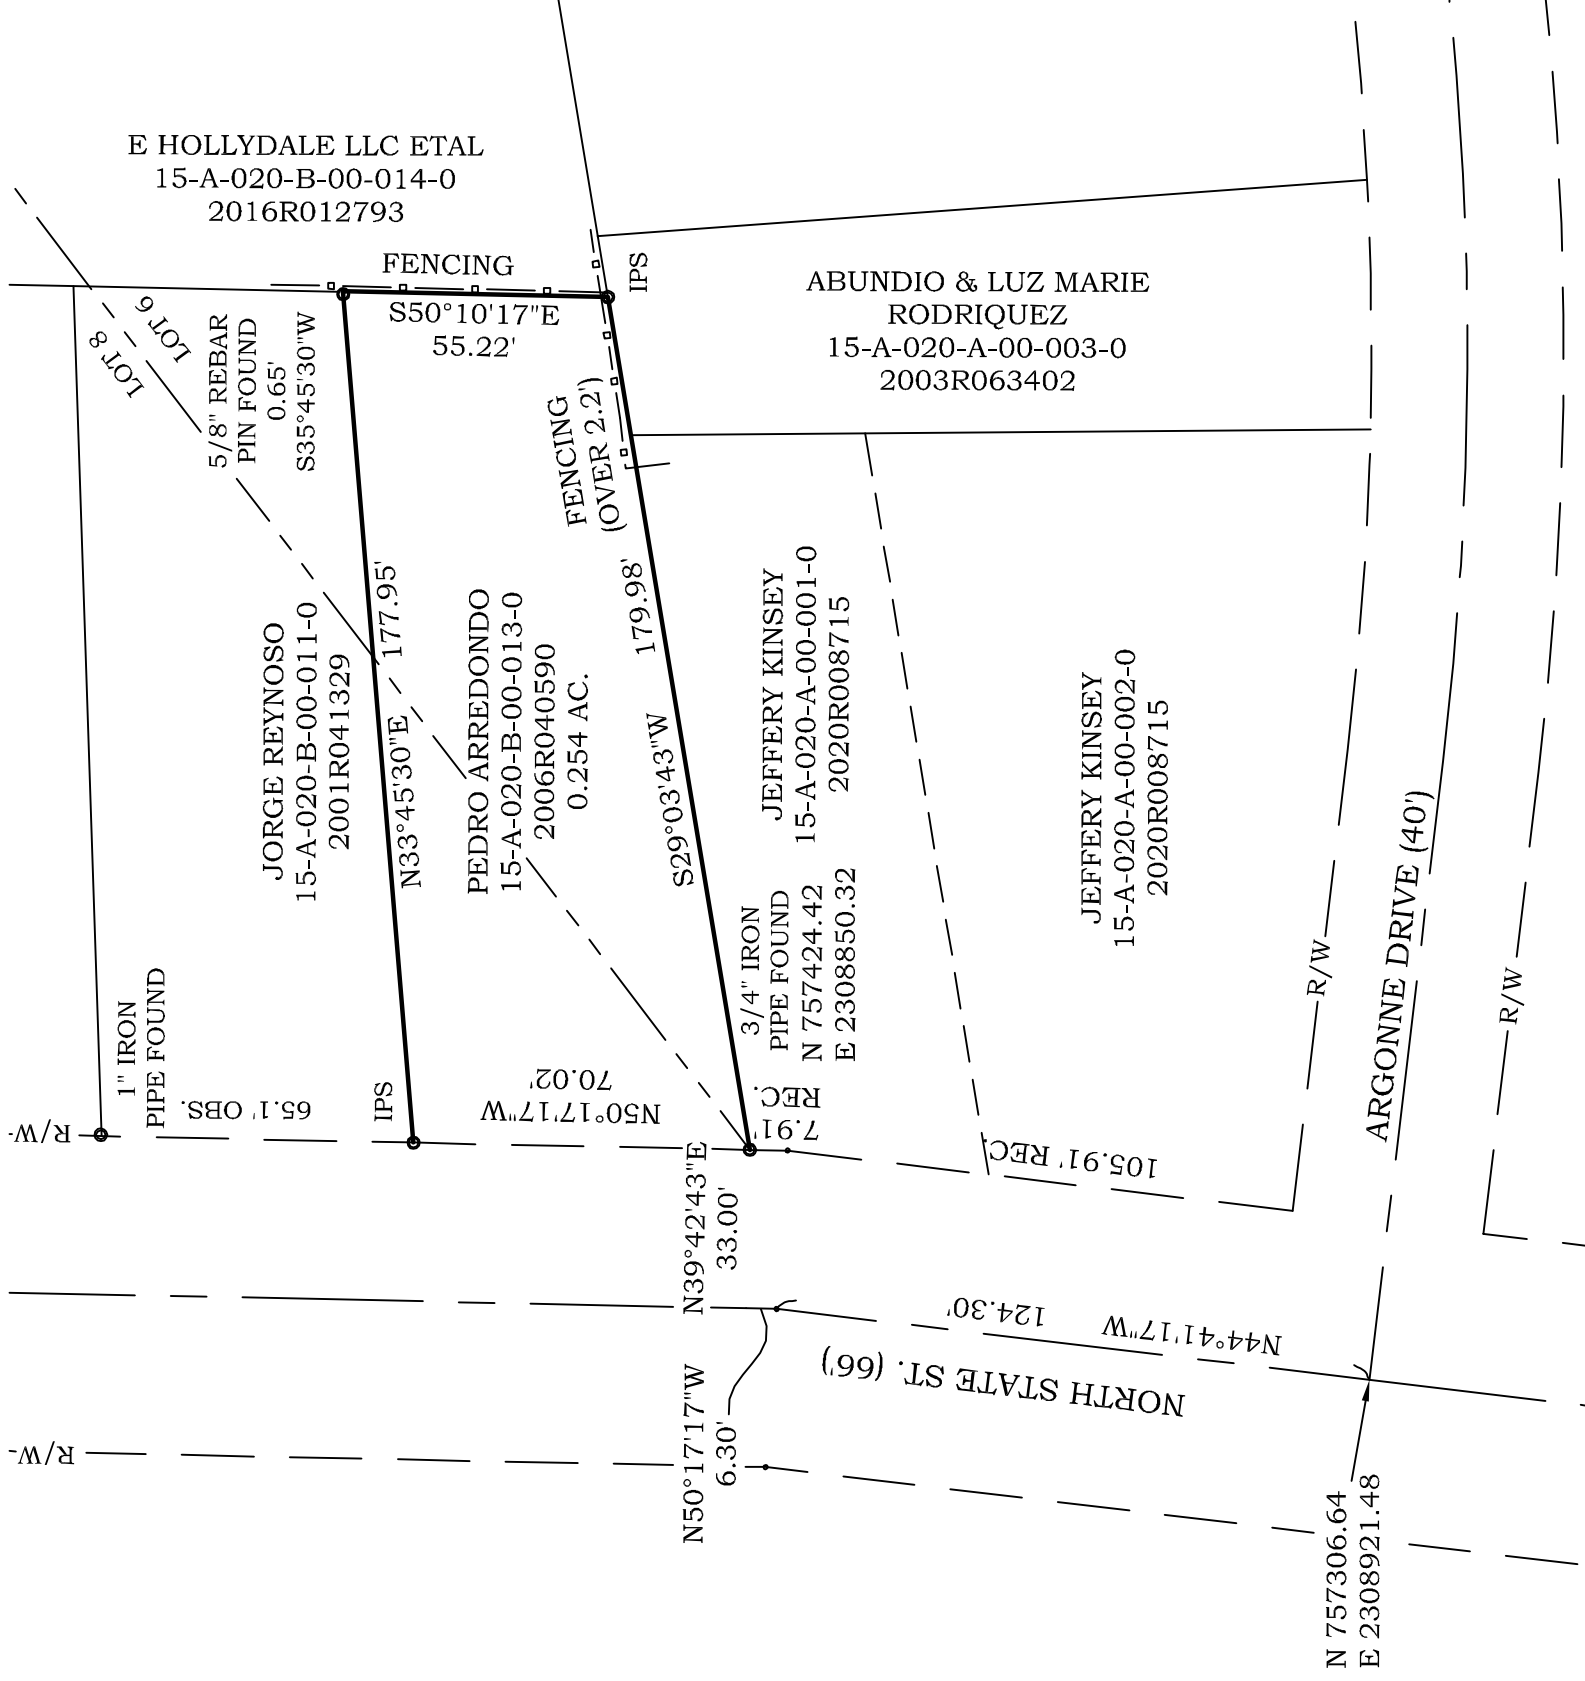 E HOLLYDALE LLC ETAL
15-A-020-B-00-014-0
2016R012793
FENCING
S50°10'17"E
55.22'
IPS
ABUNDIO & LUZ MARIE
RODRIQUEZ
15-A-020-A-00-003-0
2003R063402
LOT 6
LOT 8
5/8" REBAR
PIN FOUND
0.65'
S35°45'30"W
FENCING
(OVER 2.2')
JORGE REYNOSO
15-A-020-B-00-011-0
2001R041329
N33°45'30"E 177.95'
PEDRO ARREDONDO
15-A-020-B-00-013-0
2006R040590
0.254 AC.
S29°03'43"W 179.98'
JEFFERY KINSEY
15-A-020-A-00-001-0
2020R008715
JEFFERY KINSEY
15-A-020-A-00-002-0
2020R008715
3/4" IRON
PIPE FOUND
N 757424.42
E 2308850.32
1" IRON
PIPE FOUND
R/W
65.1' OBS.
IPS
N50°17'17"W
70.02'
7.91'
REC.
105.91' REC.
R/W
ARGONNE DRIVE (40')
R/W
N39°42'43"E
33.00'
N44°41'17"W 124.30'
NORTH STATE ST. (66')
N50°17'17"W
6.30'
R/W
N 757306.64
E 2308921.48